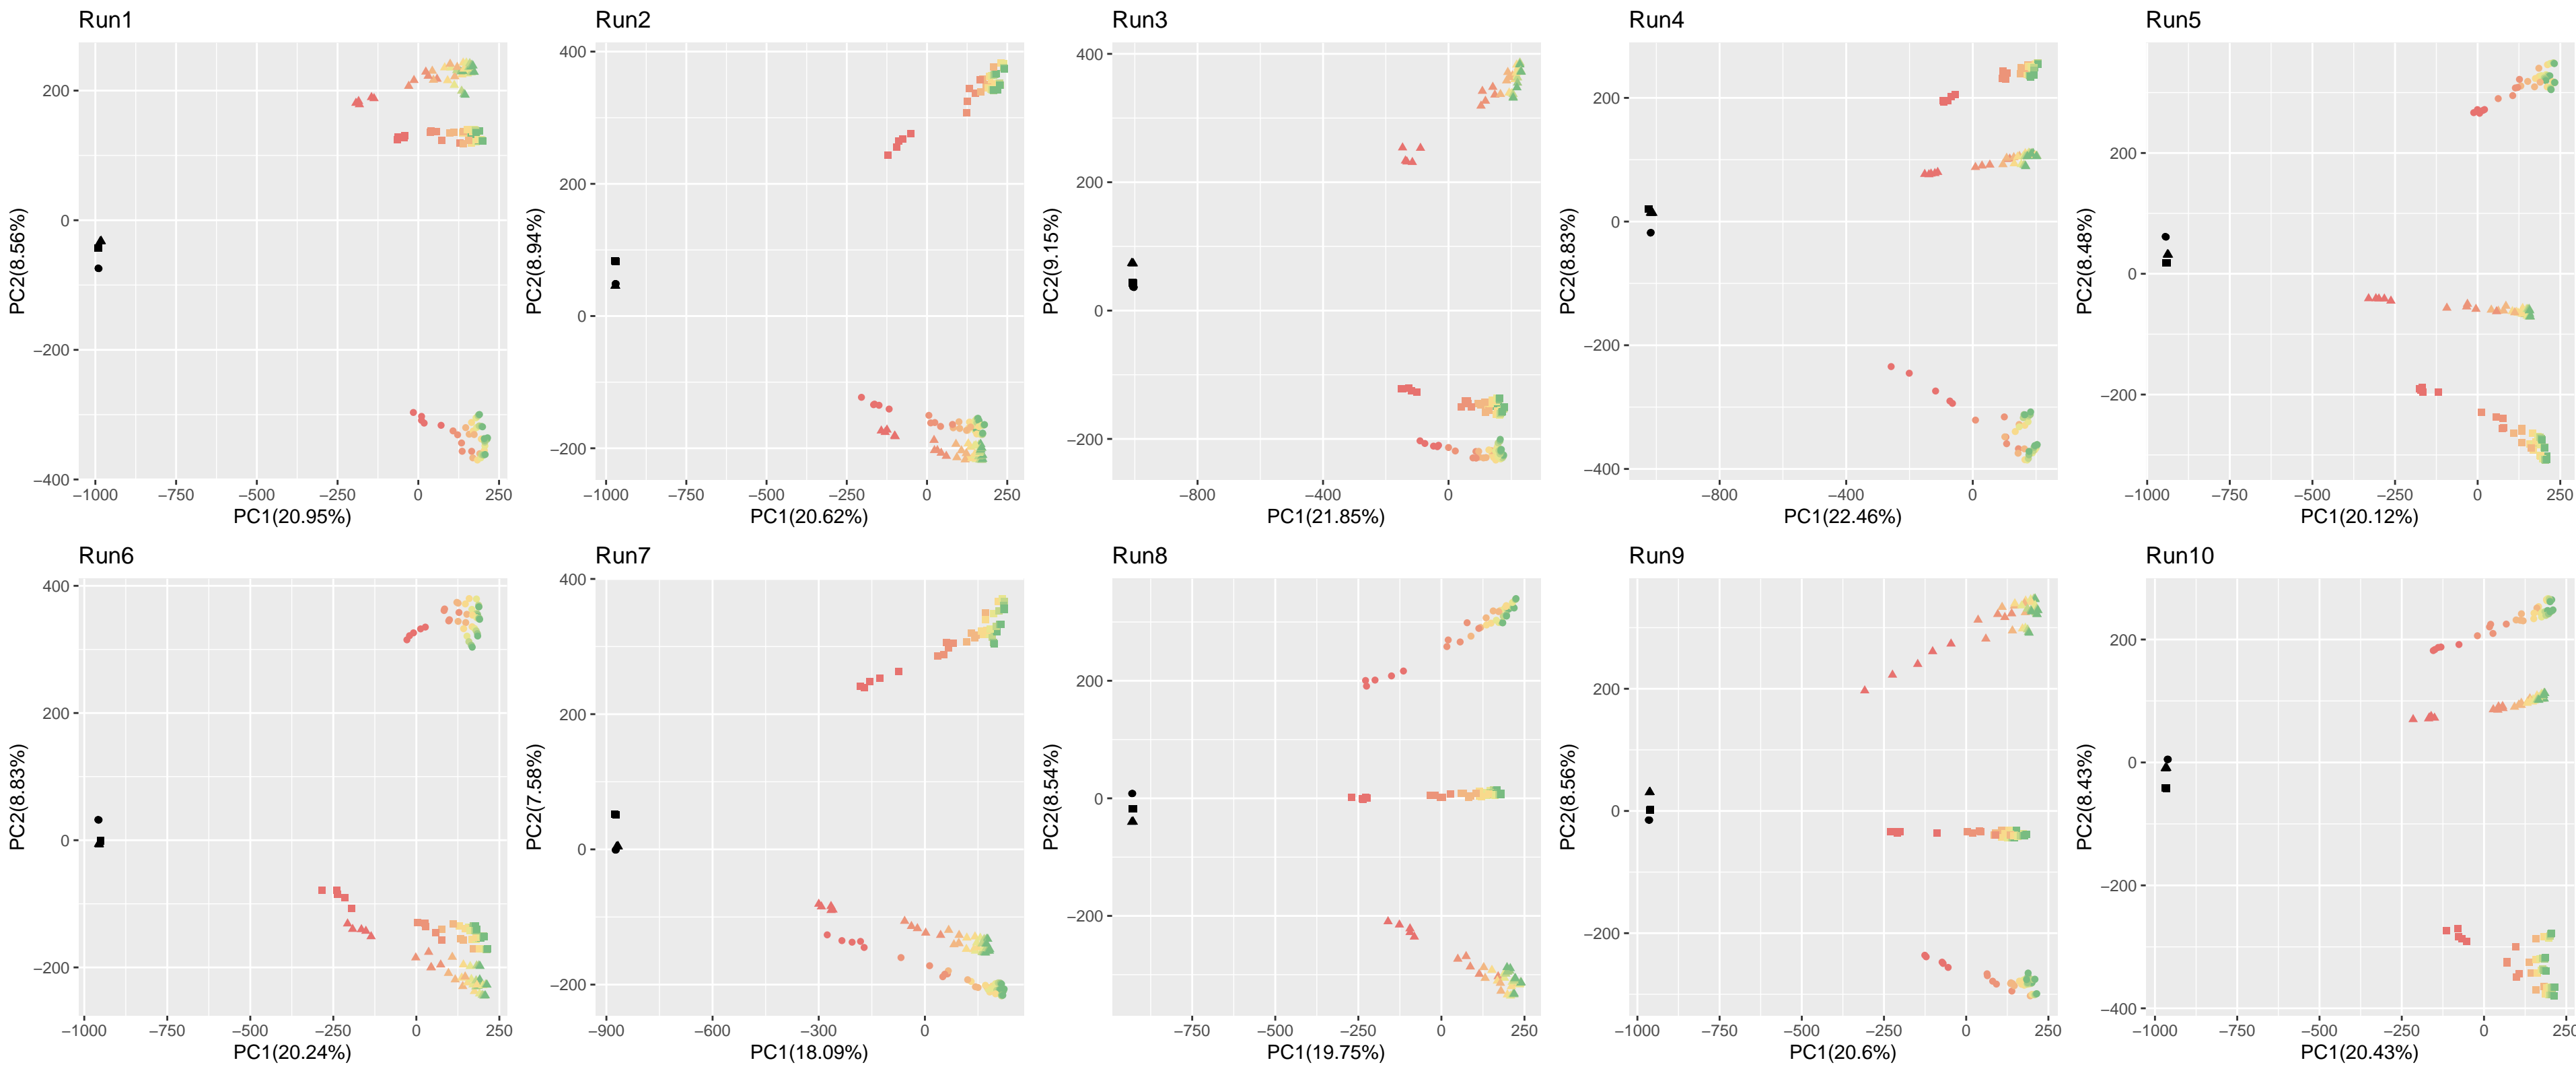 Run1
Run2
Run3
Run4
Run5
PC2(8.56%)
200
0
−200
−400
−1000 −750 −500 −250 0 250
PC1(20.95%)
PC2(8.94%)
400
200
0
−200
−1000 −750 −500 −250 0 250
PC1(20.62%)
PC2(9.15%)
400
200
0
−200
−800 −400 0
PC1(21.85%)
PC2(8.83%)
200
0
−200
−400
−800 −400 0
PC1(22.46%)
PC2(8.48%)
200
0
−200
−1000 −750 −500 −250 0 250
PC1(20.12%)
Run6
Run7
Run8
Run9
Run10
PC2(8.83%)
400
200
0
−200
−1000 −750 −500 −250 0 250
PC1(20.24%)
PC2(7.58%)
400
200
0
−200
−900 −600 −300 0
PC1(18.09%)
PC2(8.54%)
200
0
−200
−750 −500 −250 0 250
PC1(19.75%)
PC2(8.56%)
200
0
−200
−1000 −750 −500 −250 0 250
PC1(20.6%)
PC2(8.43%)
200
0
−200
−400
−1000 −750 −500 −250 0 250
PC1(20.43%)